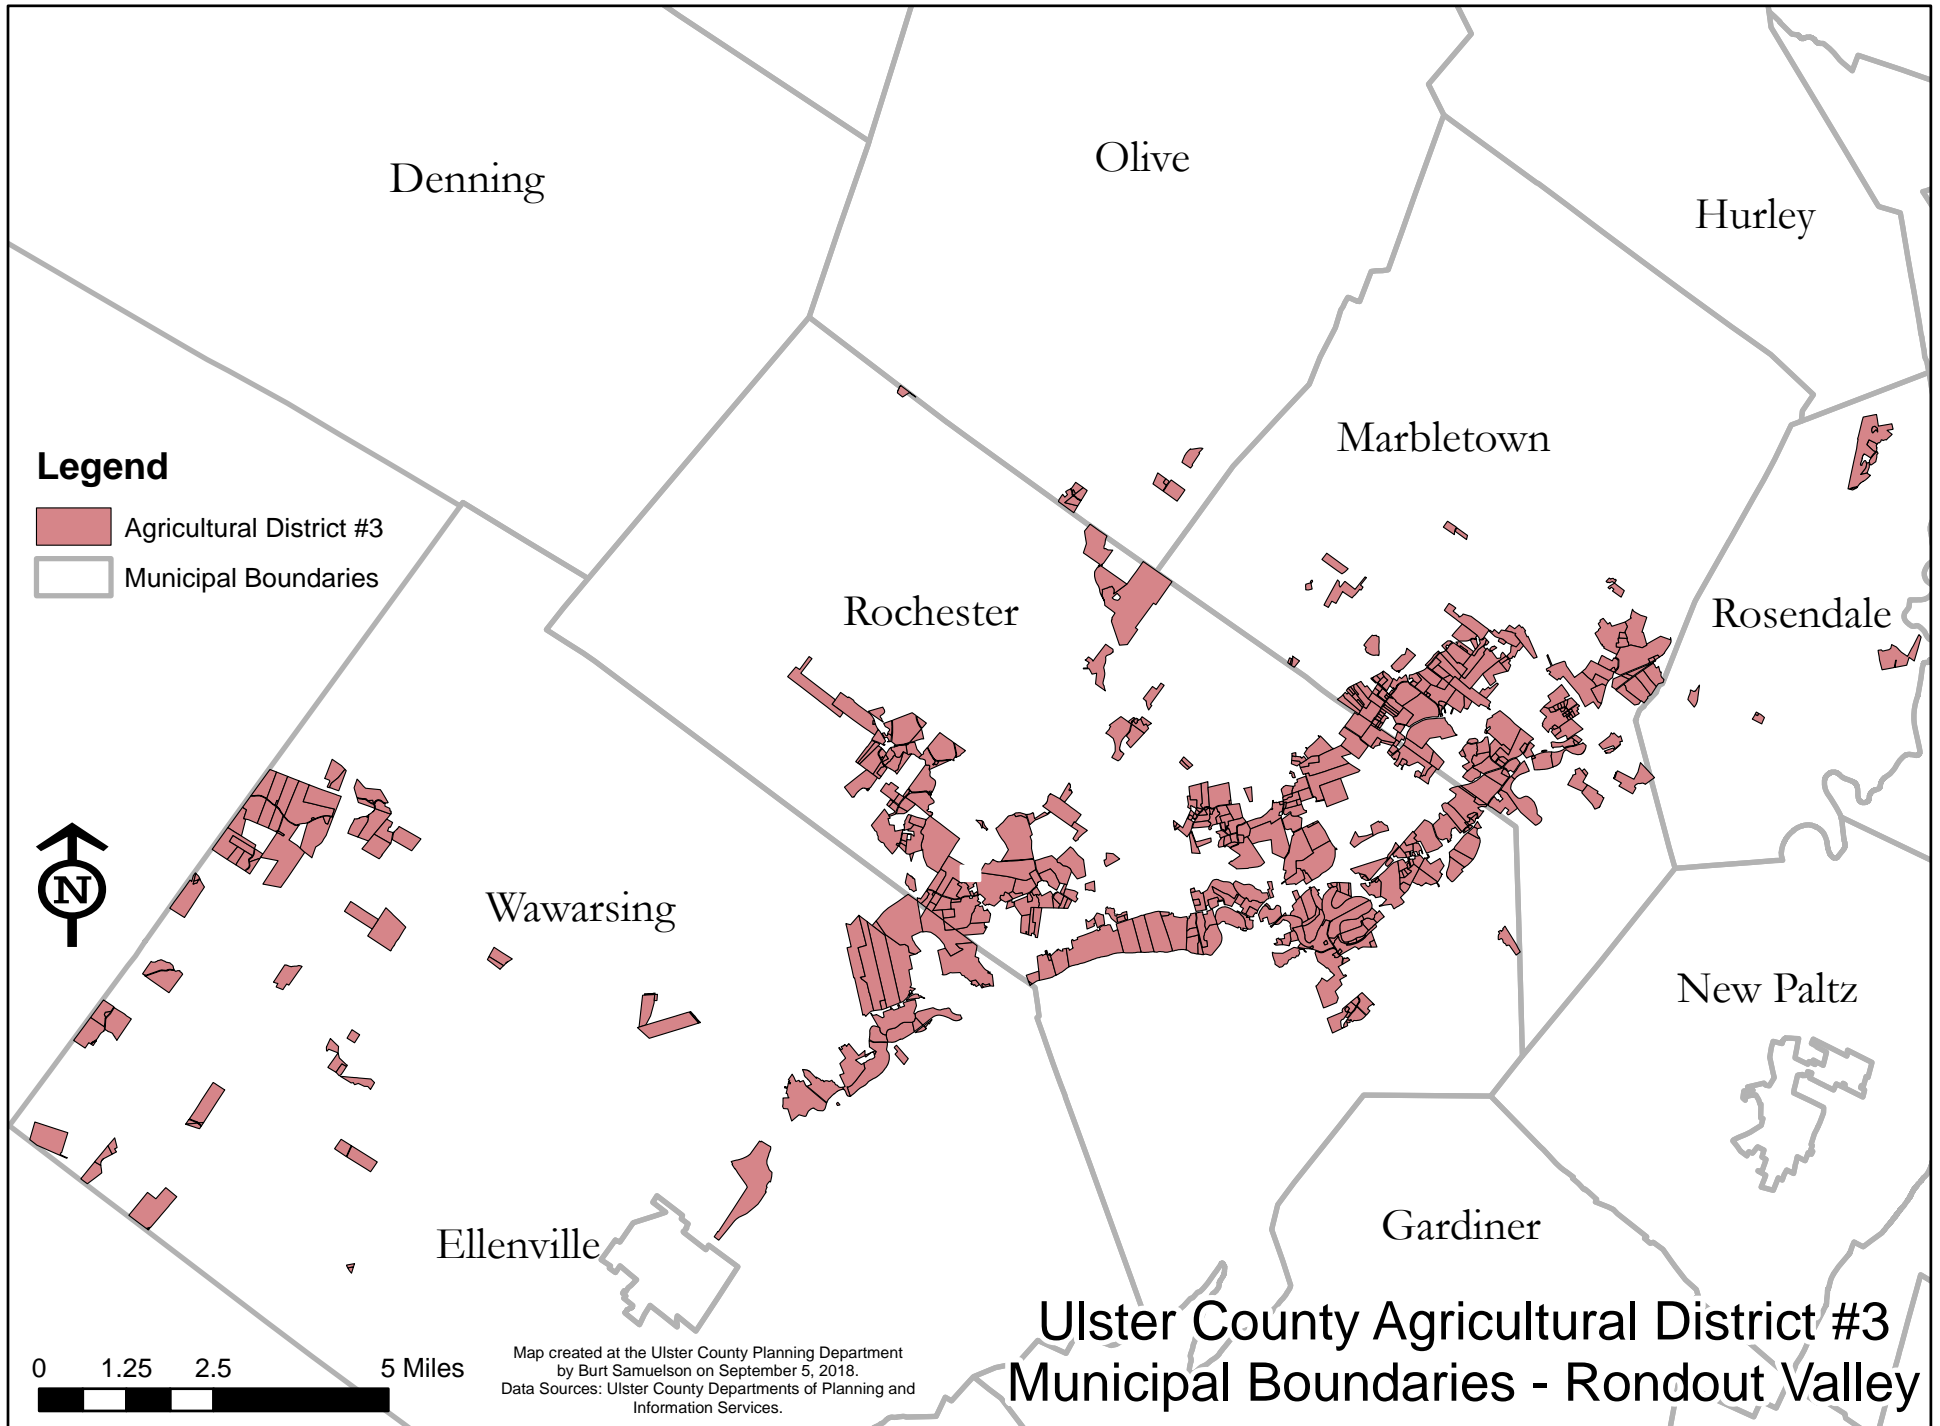 Denning
Olive
Hurley
Marbletown
Legend
Agricultural District #3
Municipal Boundaries
Rochester
Rosendale
N
Wawarsing
New Paltz
Ellenville
Gardiner
Ulster County Agricultural District #3
Municipal Boundaries - Rondout Valley
0 1.25 2.5 5 Miles
Map created at the Ulster County Planning Department
by Burt Samuelson on September 5, 2018.
Data Sources: Ulster County Departments of Planning and
Information Services.